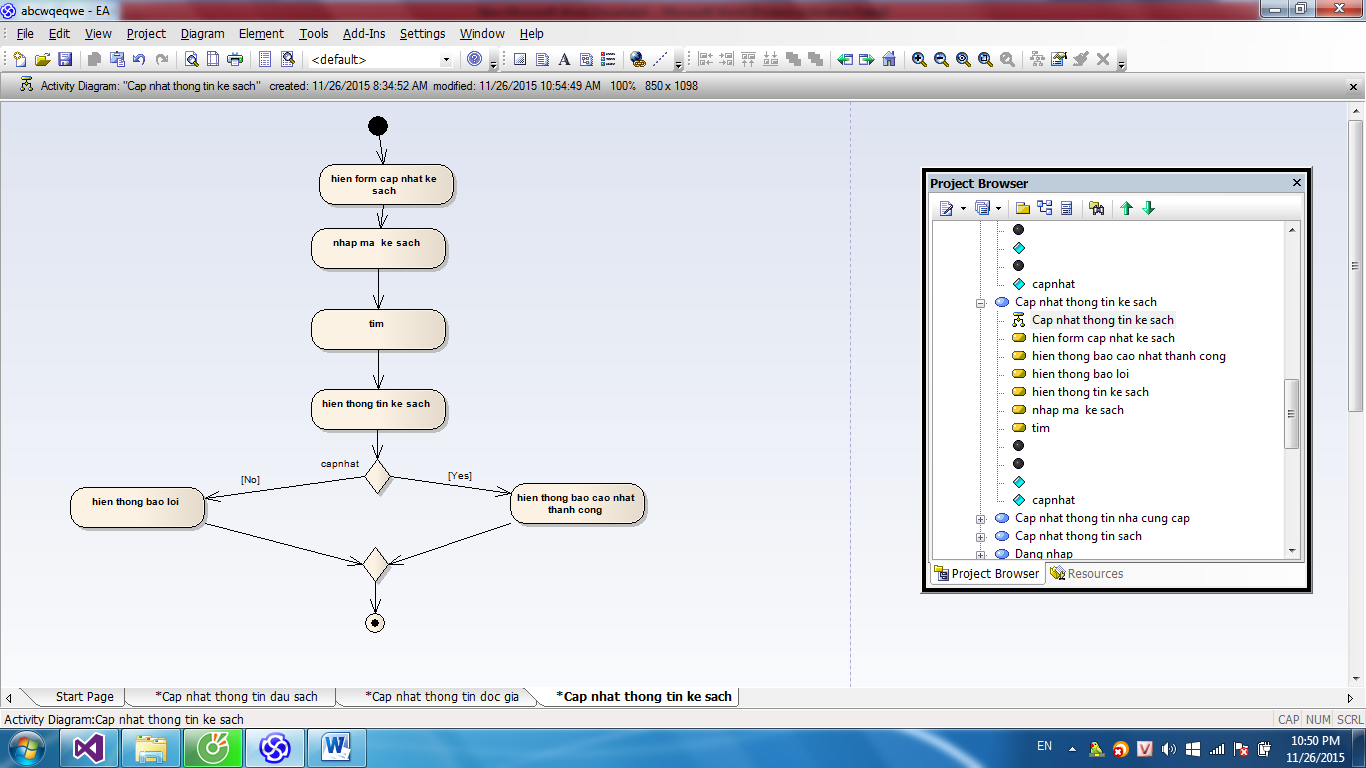 abcwqeqwe - EA
File Edit View Project Diagram Element Tools Add-Ins Settings Window Help
<default>
Activity Diagram: "Cap nhat thong tin ke sach" created: 11/26/2015 8:34:52 AM modified: 11/26/2015 10:54:49 AM 100% 850 x 1098
hien form cap nhat ke
sach
nhap ma ke sach
tim
hien thong tin ke sach
capnhat
[No]
[Yes]
hien thong bao loi
hien thong bao cao nhat
thanh cong
Project Browser
capnhat
Cap nhat thong tin ke sach
Cap nhat thong tin ke sach
hien form cap nhat ke sach
hien thong bao cao nhat thanh cong
hien thong bao loi
hien thong tin ke sach
nhap ma ke sach
tim
capnhat
Cap nhat thong tin nha cung cap
Cap nhat thong tin sach
Dang nhap
Project Browser Resources
Start Page *Cap nhat thong tin dau sach *Cap nhat thong tin doc gia *Cap nhat thong tin ke sach
Activity Diagram:Cap nhat thong tin ke sach
CAP NUM SCRL
EN
10:50 PM
11/26/2015